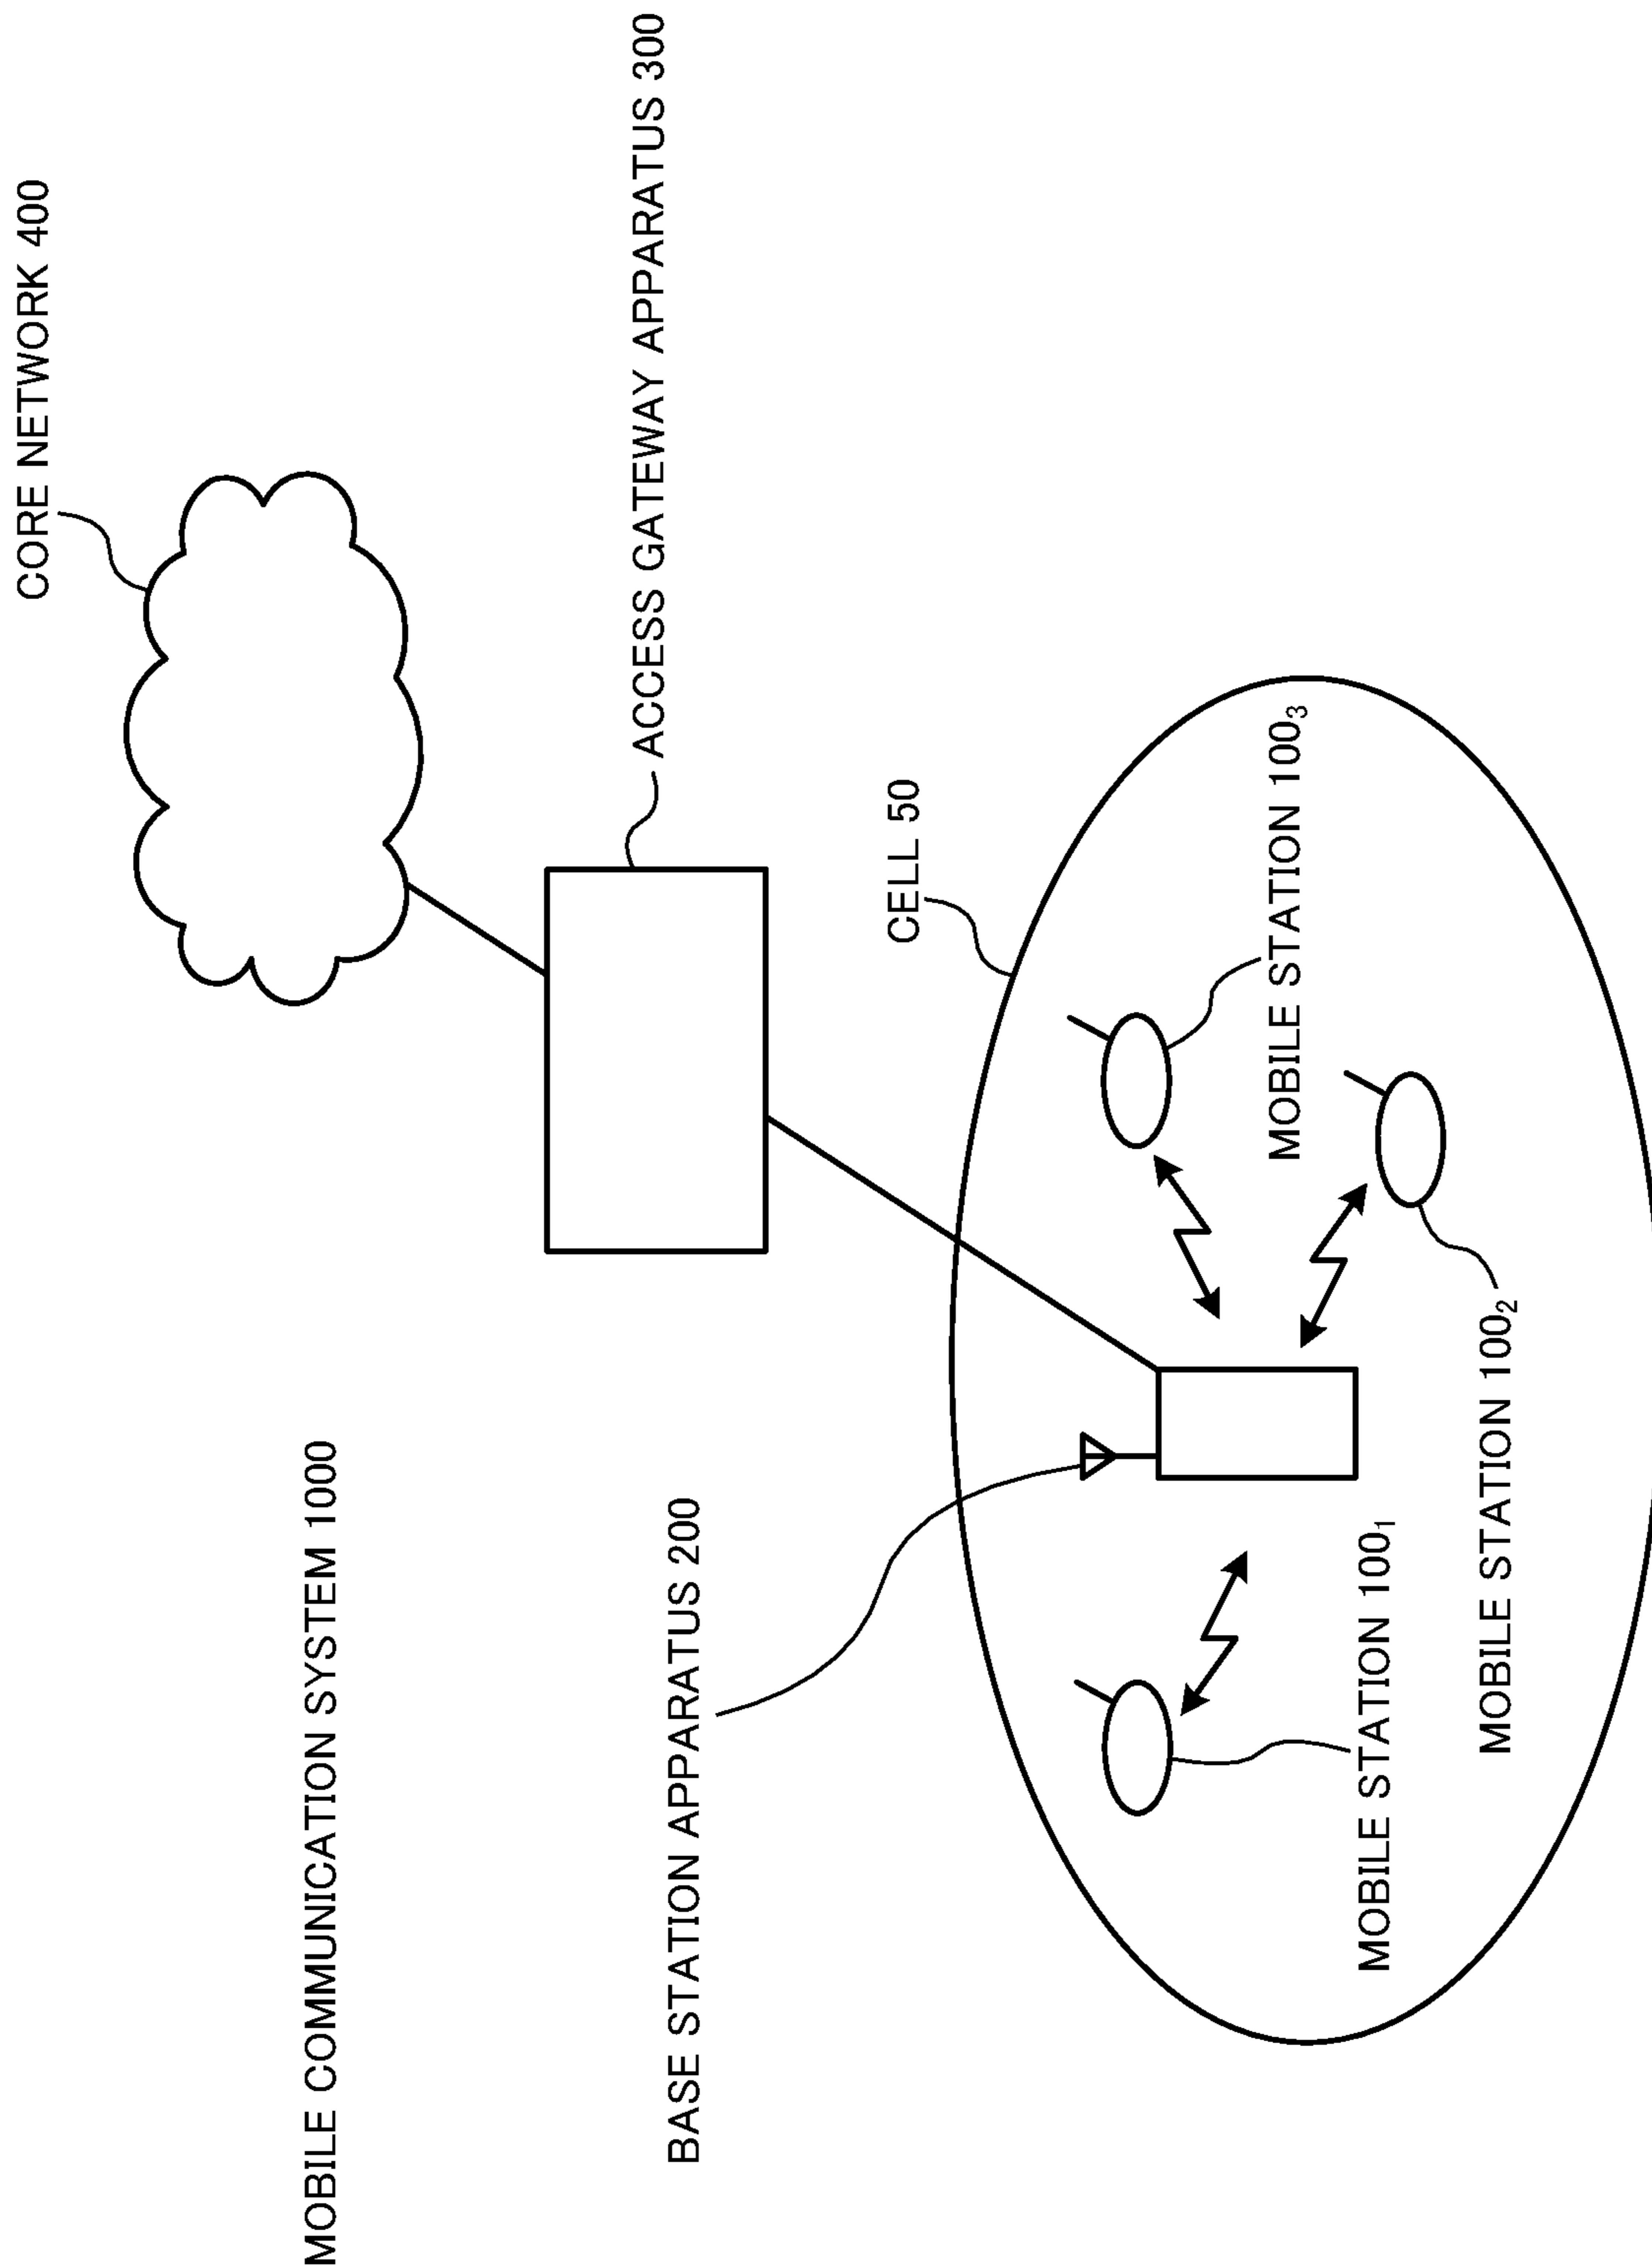 MOBILE COMMUNICATION SYSTEM 1000
CORE NETWORK 400
BASE STATION APPARATUS 200
ACCESS GATEWAY APPARATUS 300
CELL 50
MOBILE STATION 100₃
MOBILE STATION 100₁
MOBILE STATION 100₂